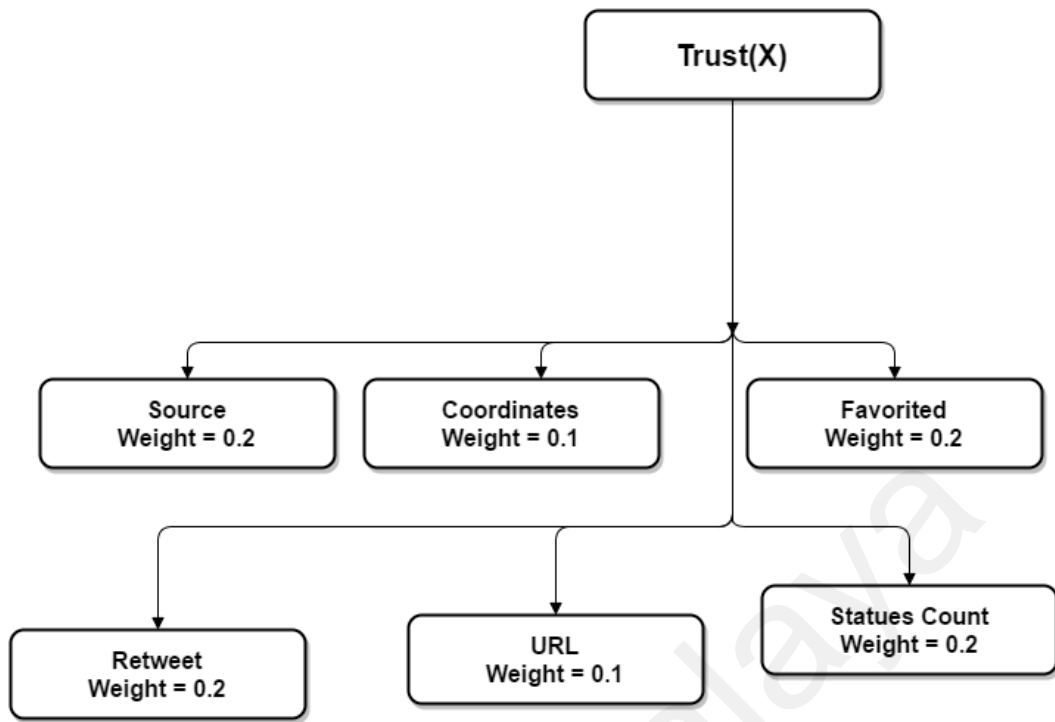 Trust(X)
Source
Weight = 0.2
Coordinates
Weight = 0.1
Favorited
Weight = 0.2
Retweet
Weight = 0.2
URL
Weight = 0.1
Statues Count
Weight = 0.2
laya